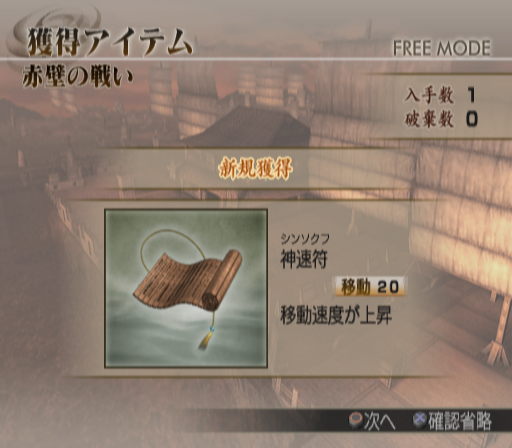 獲得アイテム
FREE MODE
赤壁の戦い
入手数 1
破棄数 0
新規獲得
シンソクフ
神速符
移動 20
移動速度が上昇
次へ 確認省略